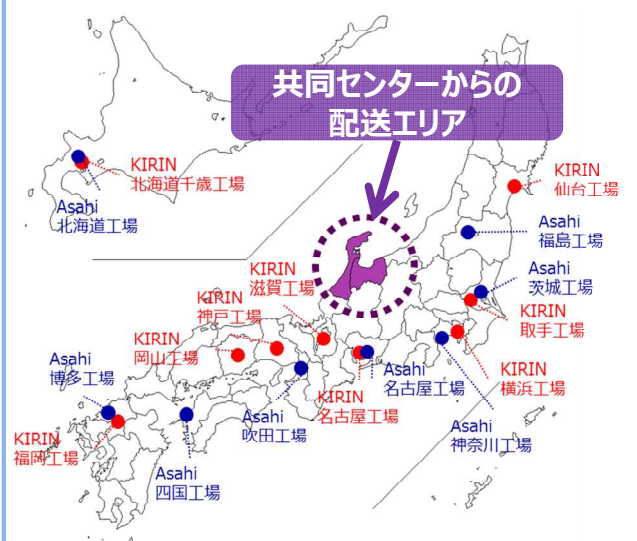 共同センターからの
配送エリア
KIRIN
北海道千歳工場
Asahi
北海道工場
KIRIN
仙台工場
Asahi
福島工場
Asahi
茨城工場
KIRIN
取手工場
KIRIN
滋賀工場
KIRIN
神戸工場
KIRIN
岡山工場
Asahi
博多工場
KIRIN
福岡工場
Asahi
四国工場
Asahi
吹田工場
KIRIN
名古屋工場
Asahi
名古屋工場
KIRIN
横浜工場
Asahi
神奈川工場